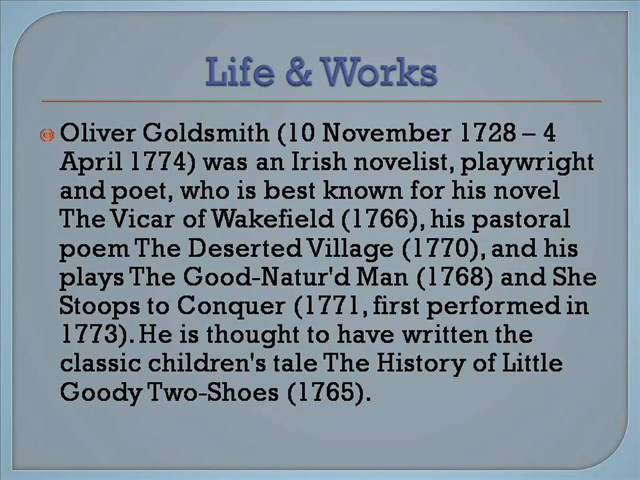 Life & Works
Oliver Goldsmith (10 November 1728 – 4
April 1774) was an Irish novelist, playwright
and poet, who is best known for his novel
The Vicar of Wakefield (1766), his pastoral
poem The Deserted Village (1770), and his
plays The Good-Natur'd Man (1768) and She
Stoops to Conquer (1771, first performed in
1773). He is thought to have written the
classic children's tale The History of Little
Goody Two-Shoes (1765).